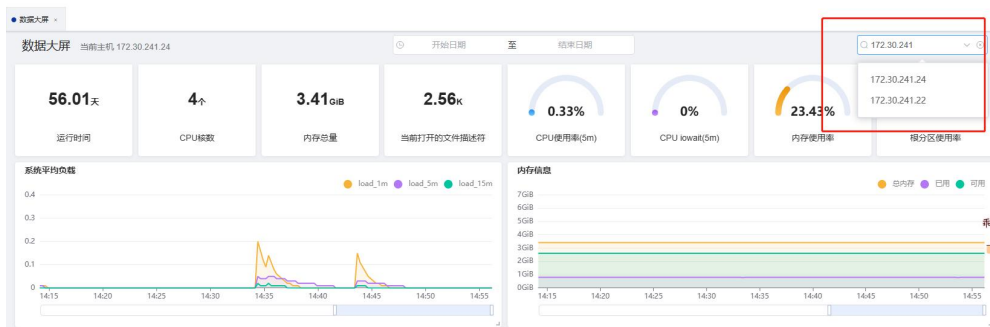 数据大屏
数据大屏 当前主机 172.30.241.24
开始日期 至 结束日期
172.30.241
172.30.241.24
172.30.241.22
56.01天
运行时间
4个
CPU核数
3.41GiB
内存总量
2.56K
当前打开的文件描述符
0.33%
CPU使用率(5m)
0%
CPU iowait(5m)
23.43%
内存使用率
根分区使用率
系统平均负载
load_1m load_5m load_15m
0.4
0.3
0.2
0.1
0
14:15 14:20 14:25 14:30 14:35 14:40 14:45 14:50 14:55
内存信息
总内存 已用 可用
7GiB
6GiB
5GiB
4GiB
3GiB
2GiB
1GiB
0GiB
14:15 14:20 14:25 14:30 14:35 14:40 14:45 14:50 14:55